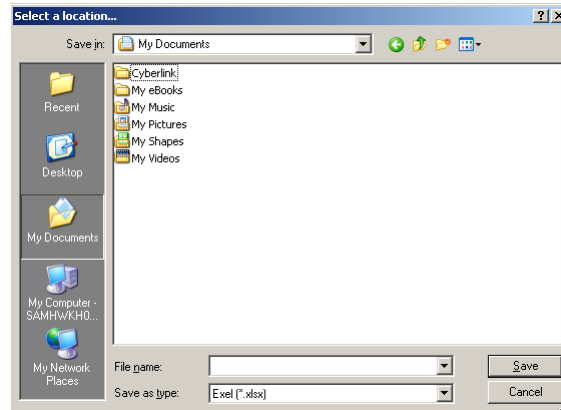 Select a location...
Save in:
My Documents
Cyberlink
My eBooks
My Music
My Pictures
My Shapes
My Videos
Recent
Desktop
My Documents
My Computer -
SAMHWKH0...
My Network
Places
File name:
Save
Save as type:
Exel (*.xlsx)
Cancel